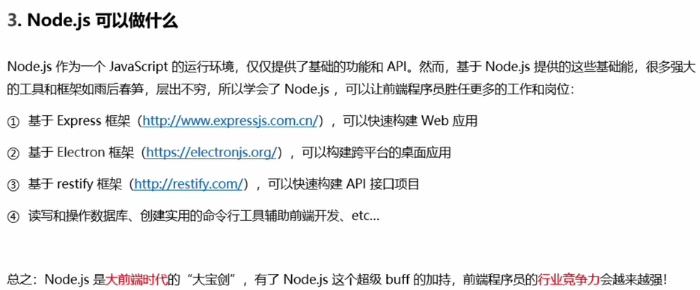 3. Node.js 可以做什么
Node.js 作为一个 JavaScript 的运行环境，仅仅提供了基础的功能和 API。然而，基于 Node.js 提供的这些基础能，很多强大
的工具和框架如雨后春笋，层出不穷，所以学会了 Node.js ，可以让前端程序员胜任更多的工作和岗位：
① 基于 Express 框架（http://www.expressjs.com.cn/），可以快速构建 Web 应用
② 基于 Electron 框架（https://electronjs.org/），可以构建跨平台的桌面应用
③ 基于 restify 框架（http://restify.com/），可以快速构建 API 接口项目
④ 读写和操作数据库、创建实用的命令行工具辅助前端开发、etc…
总之：Node.js 是大前端时代的“大宝剑”，有了 Node.js 这个超级 buff 的加持，前端程序员的行业竞争力会越来越强！